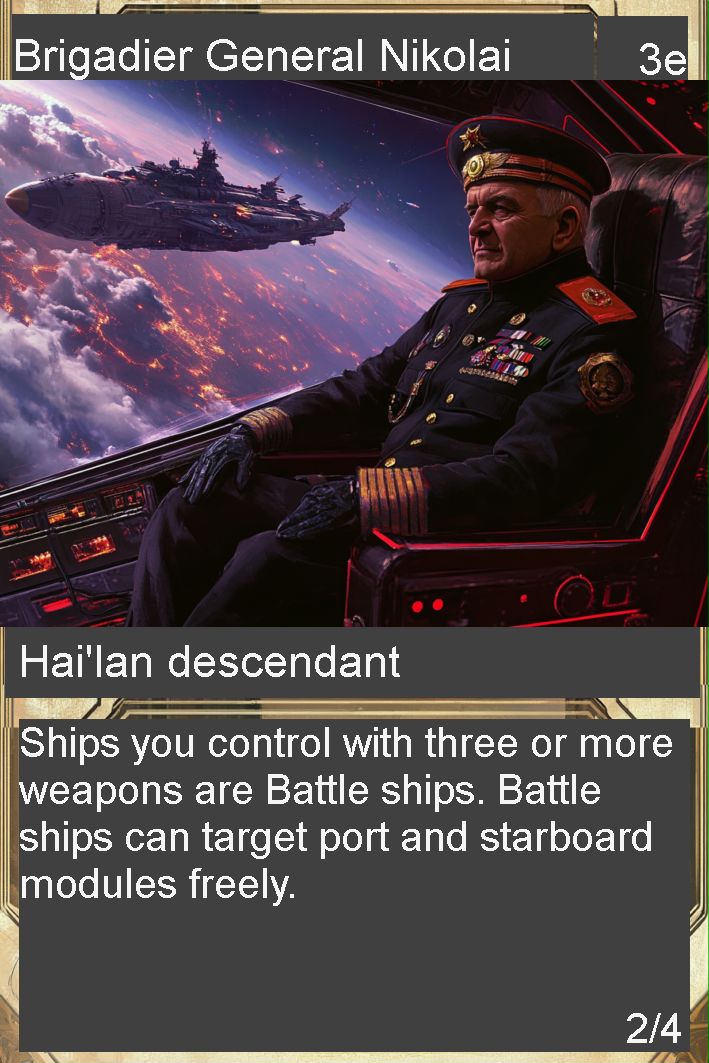 Brigadier General Nikolai
3e
Hai'lan descendant
Ships you control with three or more
weapons are Battle ships. Battle
ships can target port and starboard
modules freely.
2/4